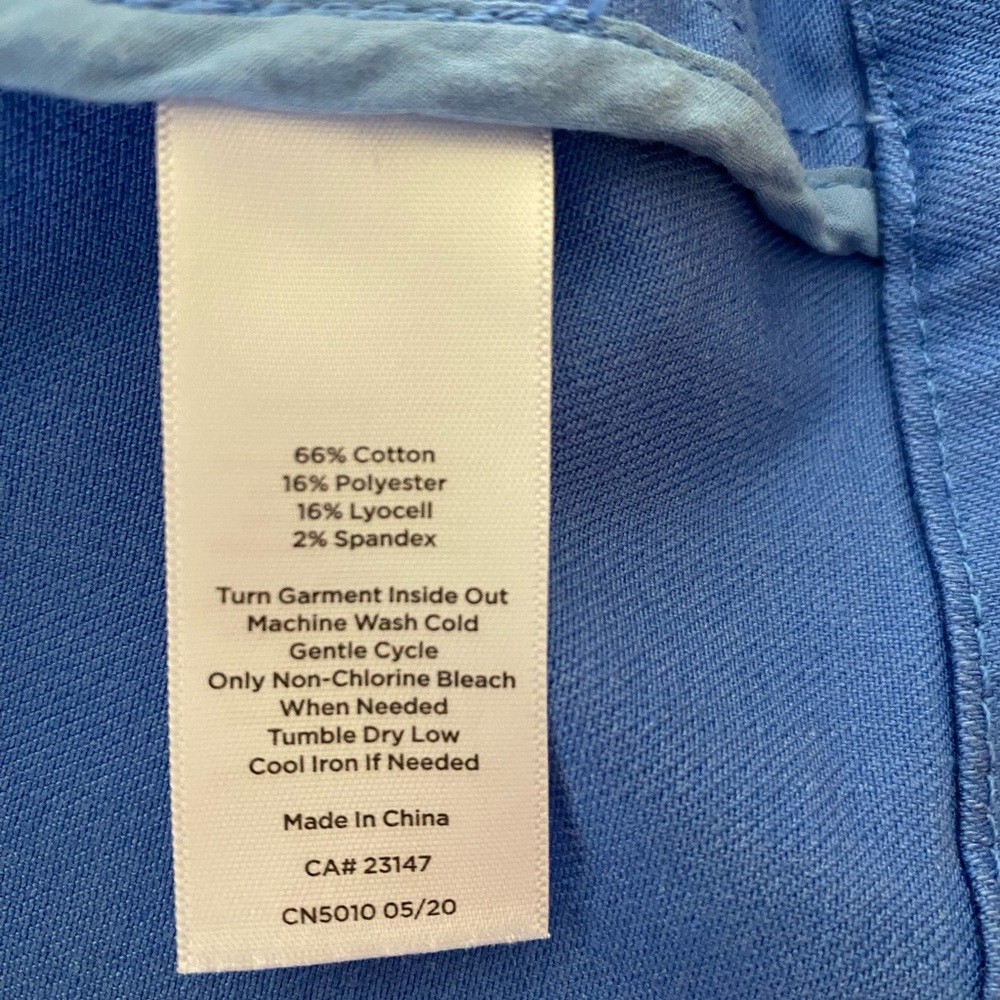 66% Cotton
16% Polyester
16% Lyocell
2% Spandex
Turn Garment Inside Out
Machine Wash Cold
Gentle Cycle
Only Non-Chlorine Bleach
When Needed
Tumble Dry Low
Cool Iron If Needed
Made In China
CA# 23147
CN5010 05/20